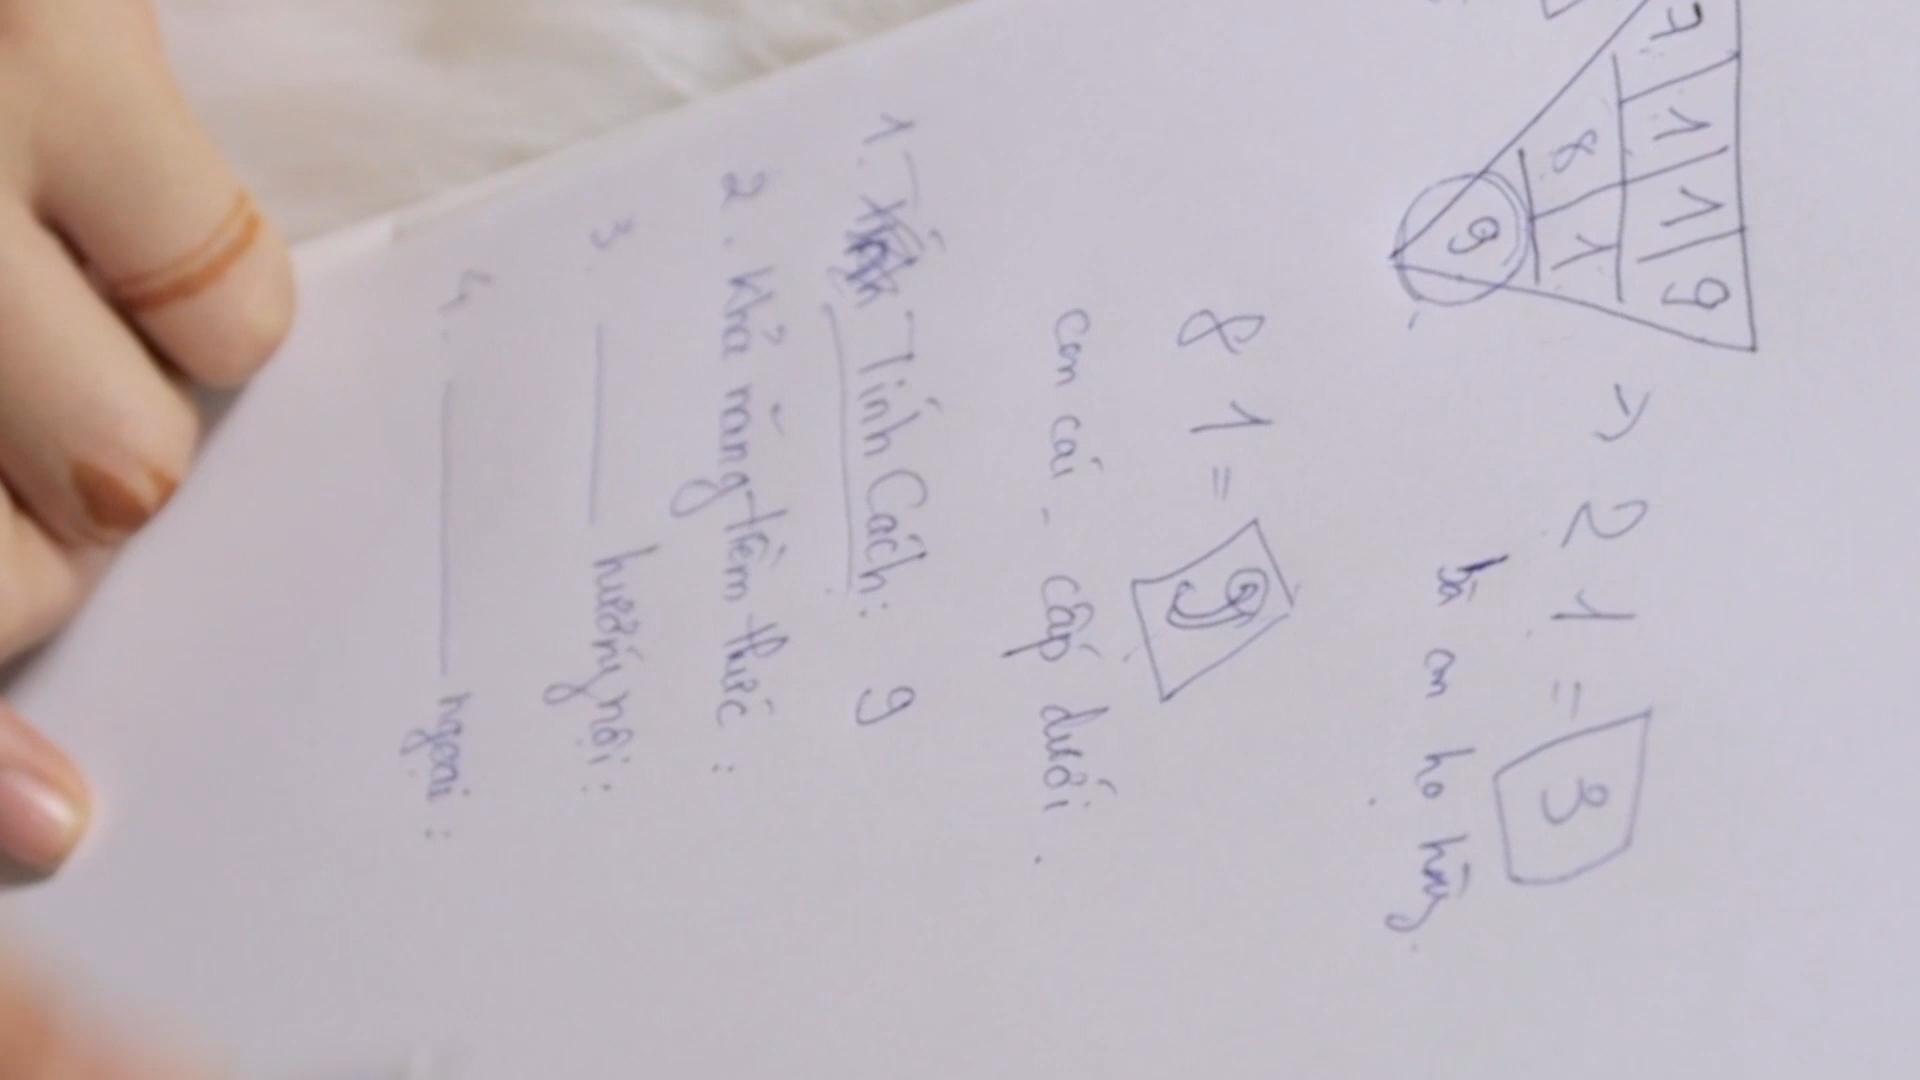 7 | 1 | 1 | 9
8 | 1
9
→ 2 1 = 3
bà con họ hàng.
8 1 = 9
con cái - cấp dưới.
1. Tính Cách: 9
2. Khả năng tiềm thức:
3. hướng nội:
4. ngoại: